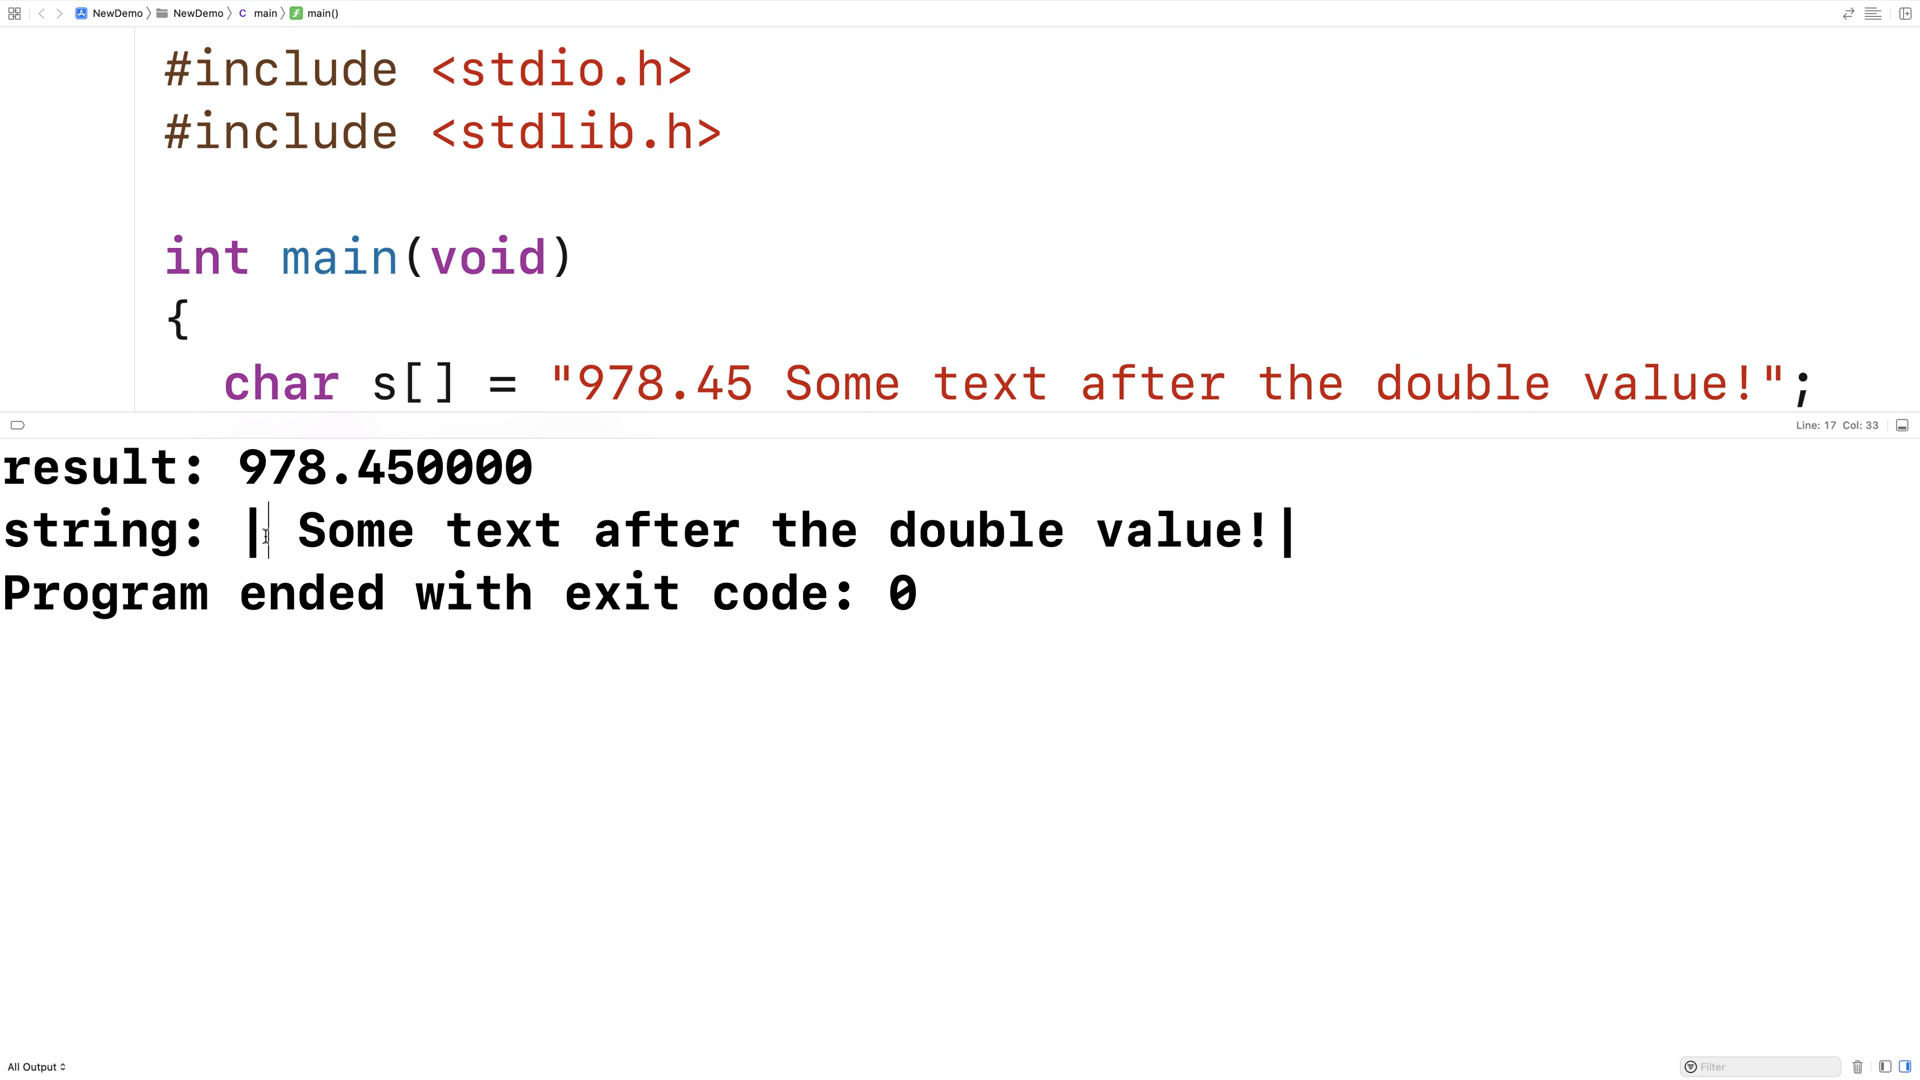 NewDemo NewDemo C main f main()
#include <stdio.h>
#include <stdlib.h>
int main(void)
{
char s[] = "978.45 Some text after the double value!";
Line: 17 Col: 33
result: 978.450000
string: | Some text after the double value!|
Program ended with exit code: 0
All Output Filter